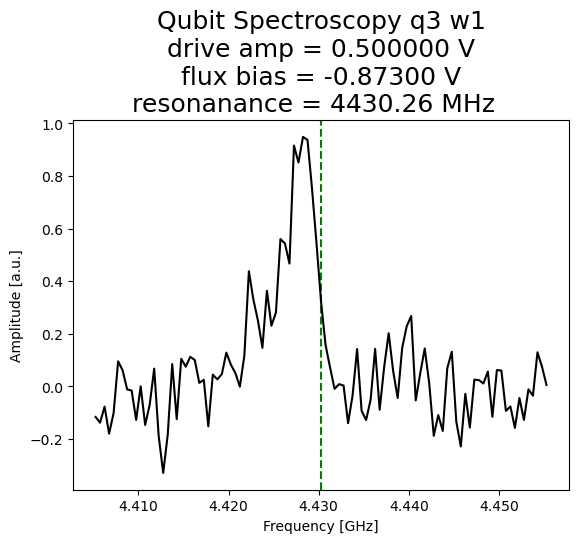 Qubit Spectroscopy q3 w1
drive amp = 0.500000 V
flux bias = -0.87300 V
resonanance = 4430.26 MHz
1.0
0.8
0.6
0.4
0.2
0.0
−0.2
Amplitude [a.u.]
4.410 4.420 4.430 4.440 4.450
Frequency [GHz]